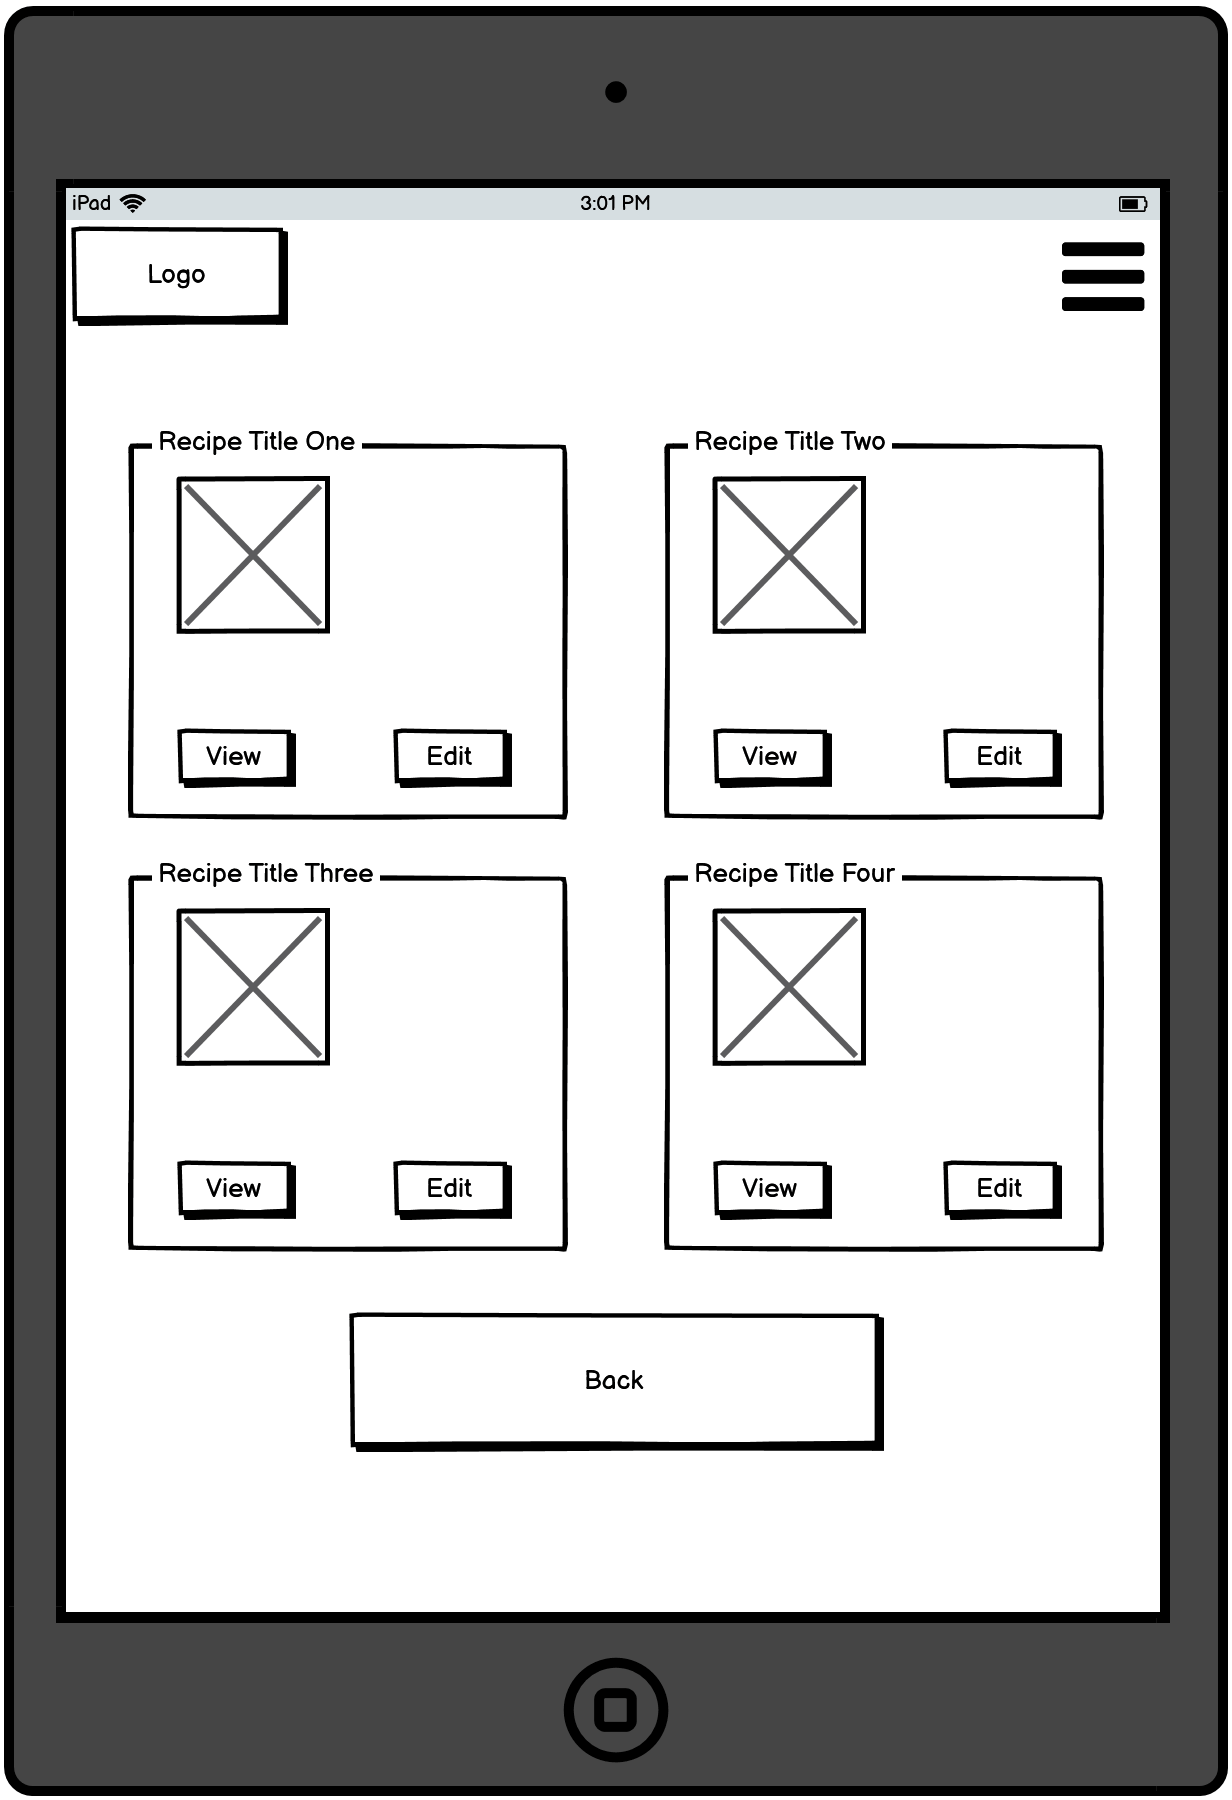 iPad 3:01 PM
Logo
Recipe Title One
Recipe Title Two
View Edit
View Edit
Recipe Title Three
Recipe Title Four
View Edit
View Edit
Back